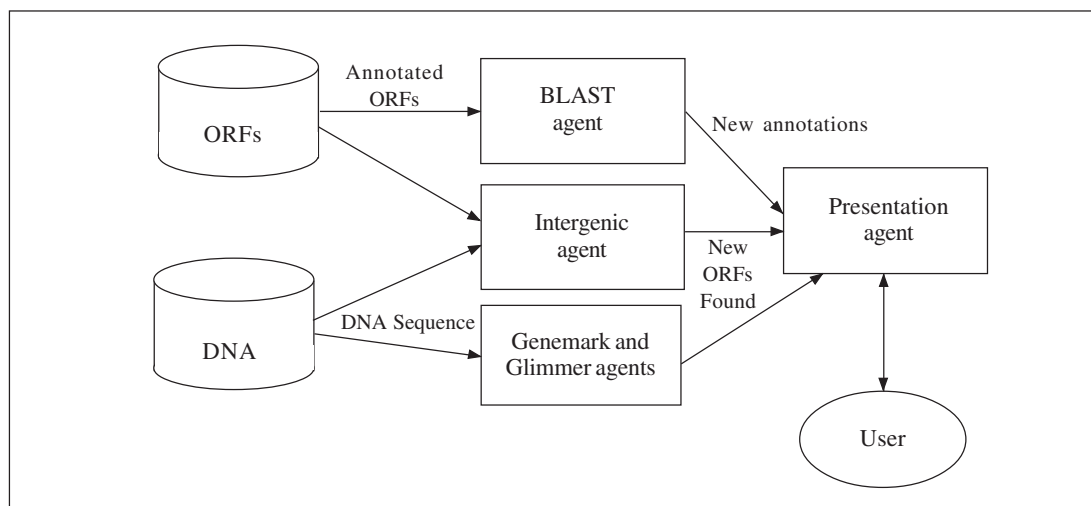 ORFs
Annotated
ORFs
BLAST
agent
New annotations
Intergenic
agent
New
ORFs
Found
Presentation
agent
DNA
DNA Sequence
Genemark and
Glimmer agents
User